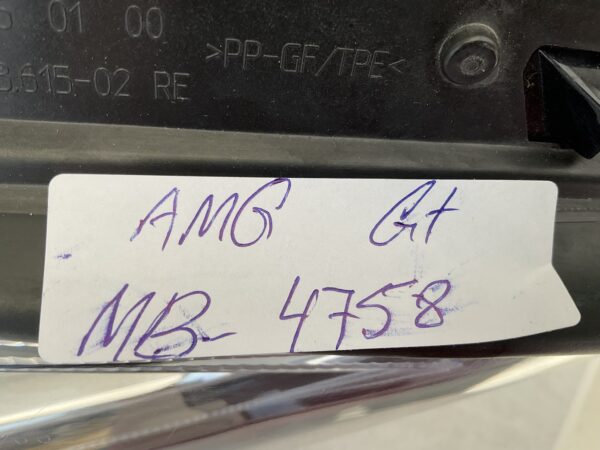 01 00
>PP-GF/TPE<
.615-02 RE
AMG Gt
MB- 4758